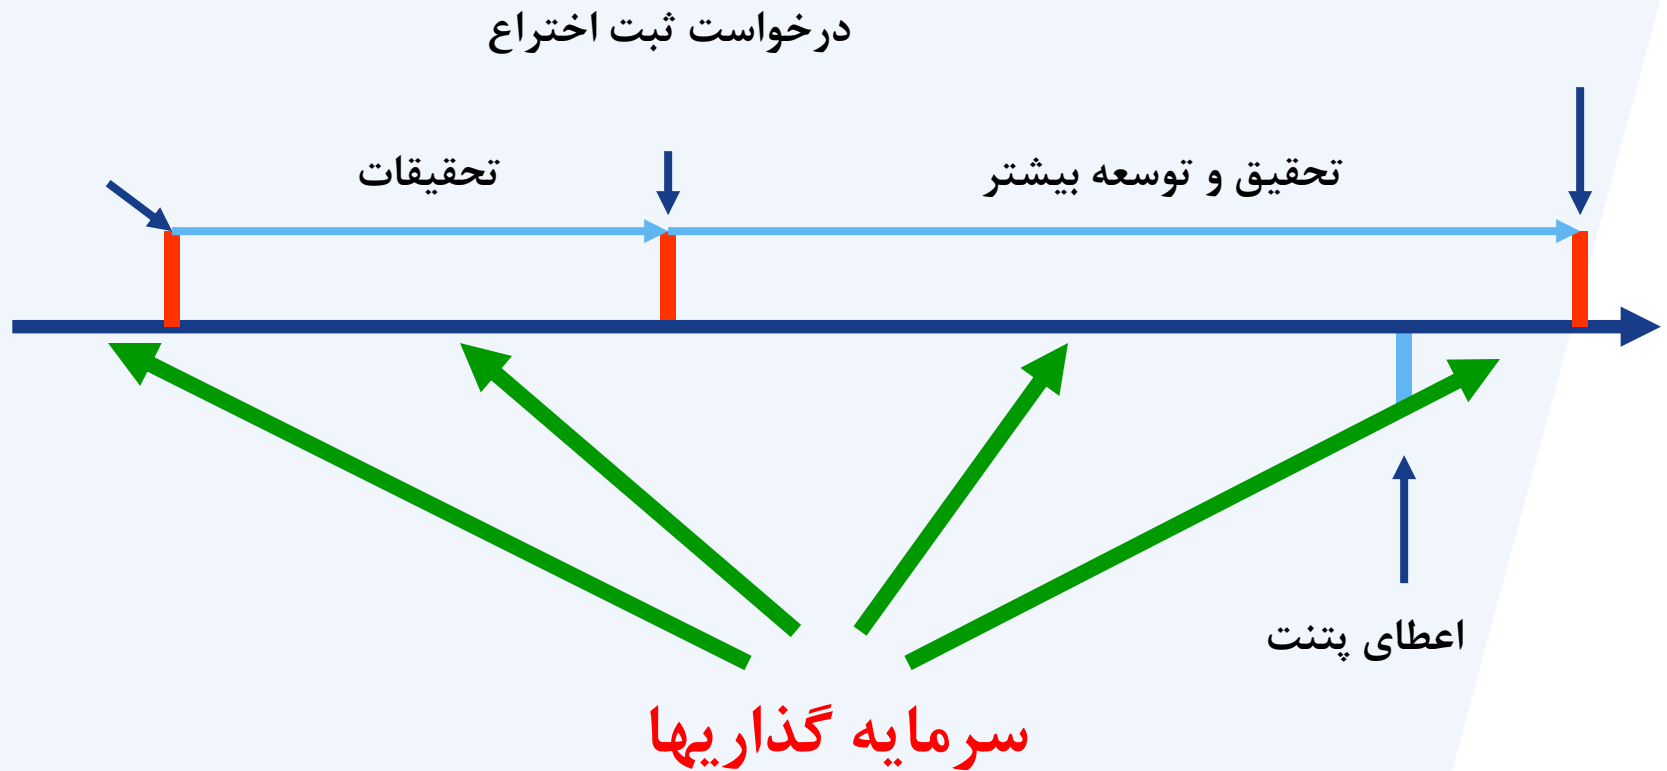 درخواست ثبت اختراع
تحقیق و توسعه بیشتر
تحقیقات
اعطای پتنت
سرمایه گذاریها